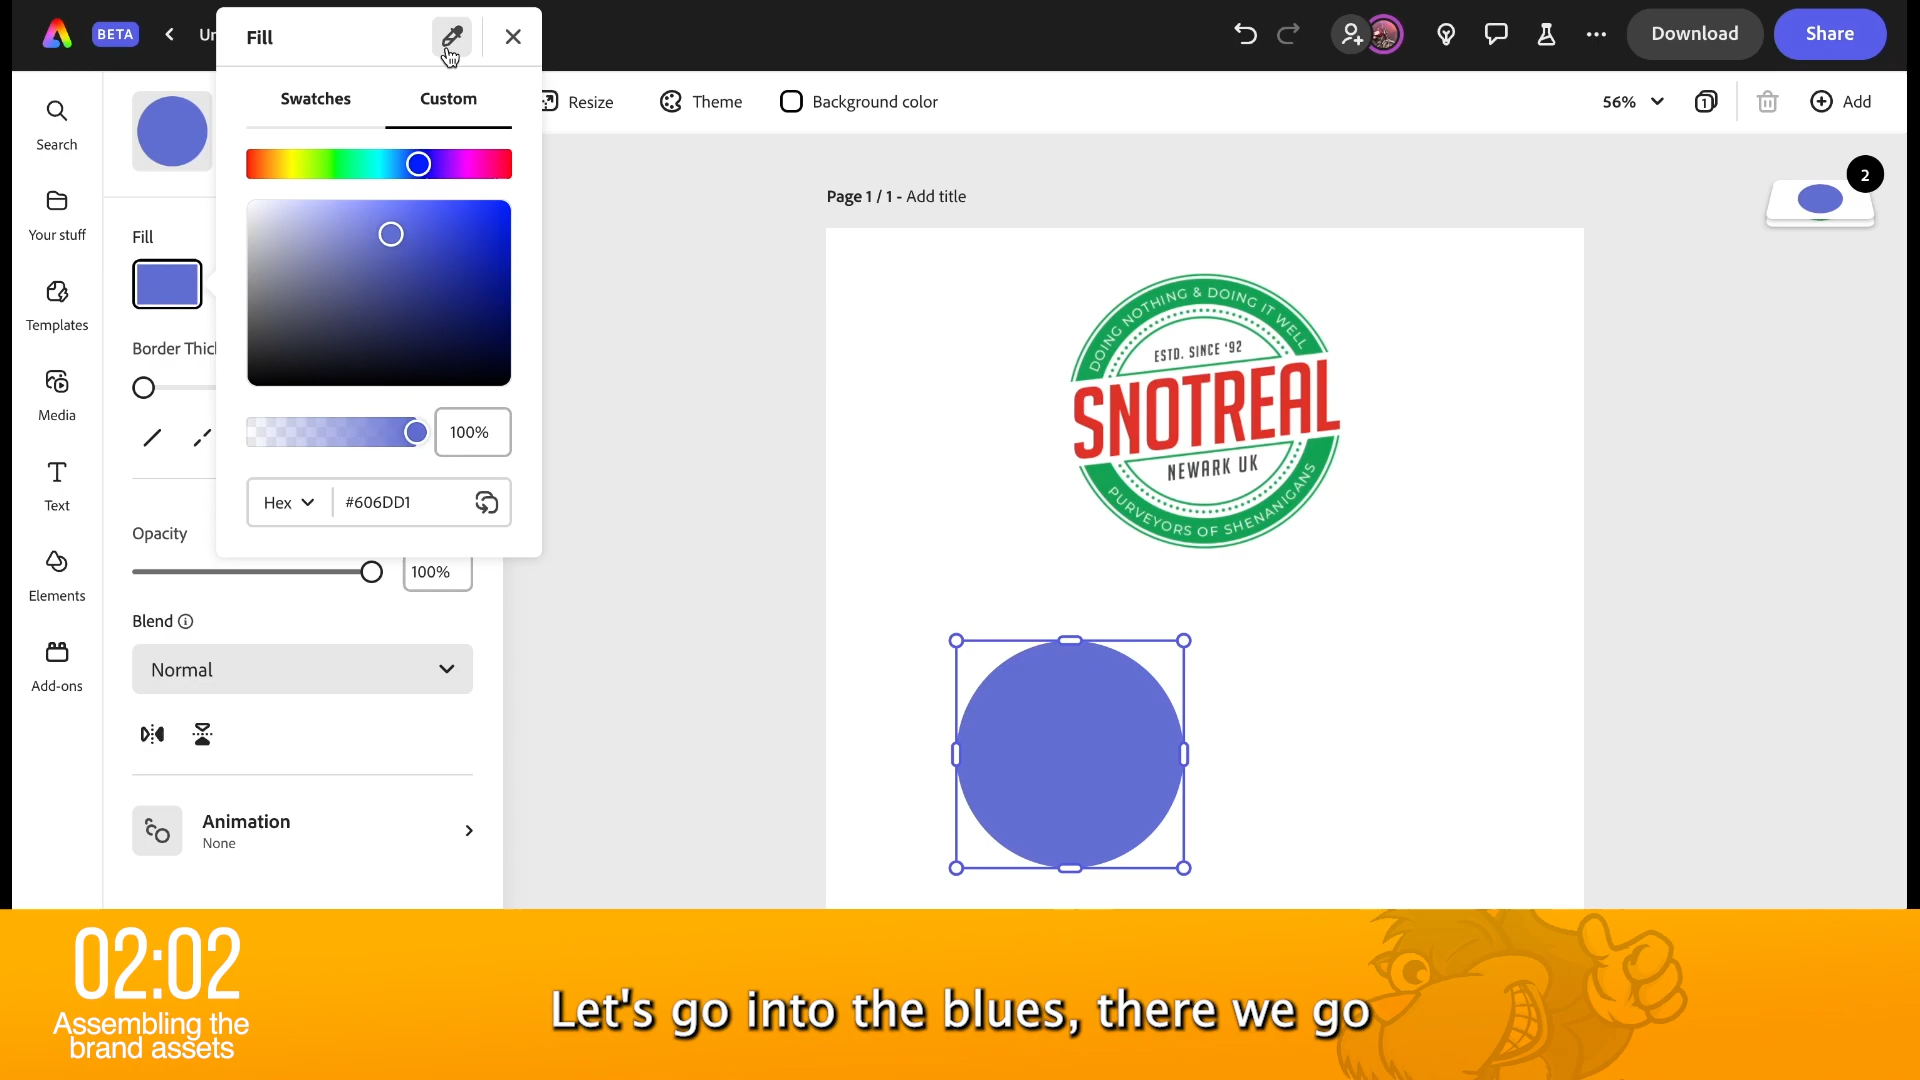 BETA
Un
Download
Share
Fill
Swatches
Custom
100%
Hex
#606DD1
Resize
Theme
Background color
56%
1
Add
Search
Your stuff
Templates
Media
Text
Elements
Add-ons
Fill
Border Thic
Opacity
100%
Blend
Normal
Animation
None
Page 1 / 1 - Add title
2
DOING NOTHING & DOING IT WELL
ESTD. SINCE '92
SNOTREAL
NEWARK UK
PURVEYORS OF SHENANIGANS
02:02
Assembling the
brand assets
Let's go into the blues, there we go